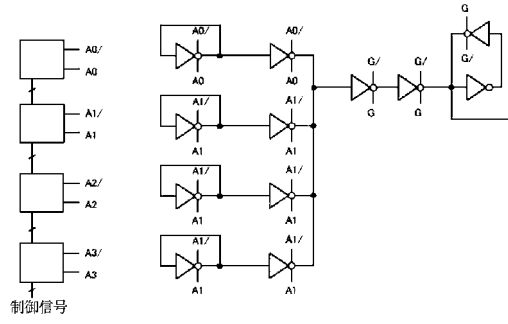 A0/
A0
A1/
A1
A2/
A2
A3/
A3
制御信号
A0/ A0/
A0 A0
A1/ A1/
A1 A1
A1/ A1/
A1 A1
A1/ A1/
A1 A1
G/ G/
G G
G
G/